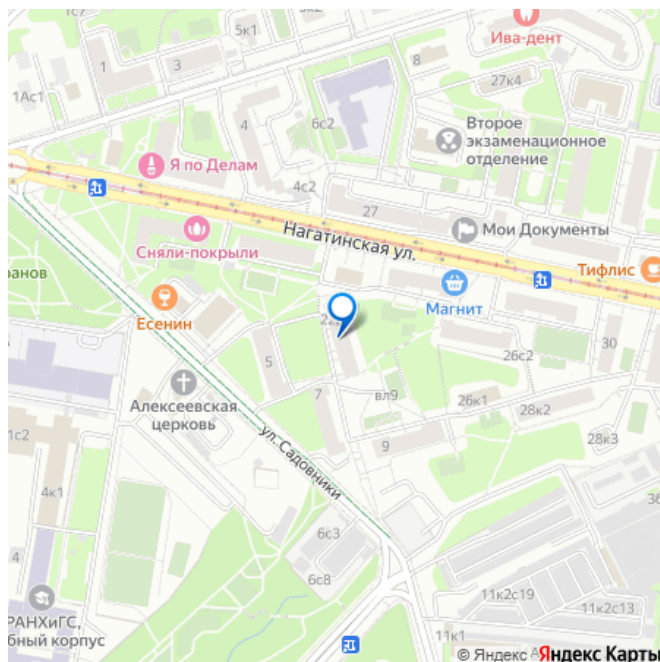 Ива-дент
5к1
3
1
8
27к4
1Ас1
4
6с2
Второе
экзаменационное
отделение
Я по Делам
4с2
27
Мои Документы
Нагатинская ул.
Сняли-покрыли
Тифлис
ранов
Магнит
Есенин
5
26с2
30
7
вл9
Алексеевская
церковь
26к1
28к2
ул. Садовники
1с2
9
28к3
4к1
36
6с3
4
6с8
11к2с19
11к2с13
РАНХиГС,
бный корпус
11к1
© Яндекс
Яндекс Карты